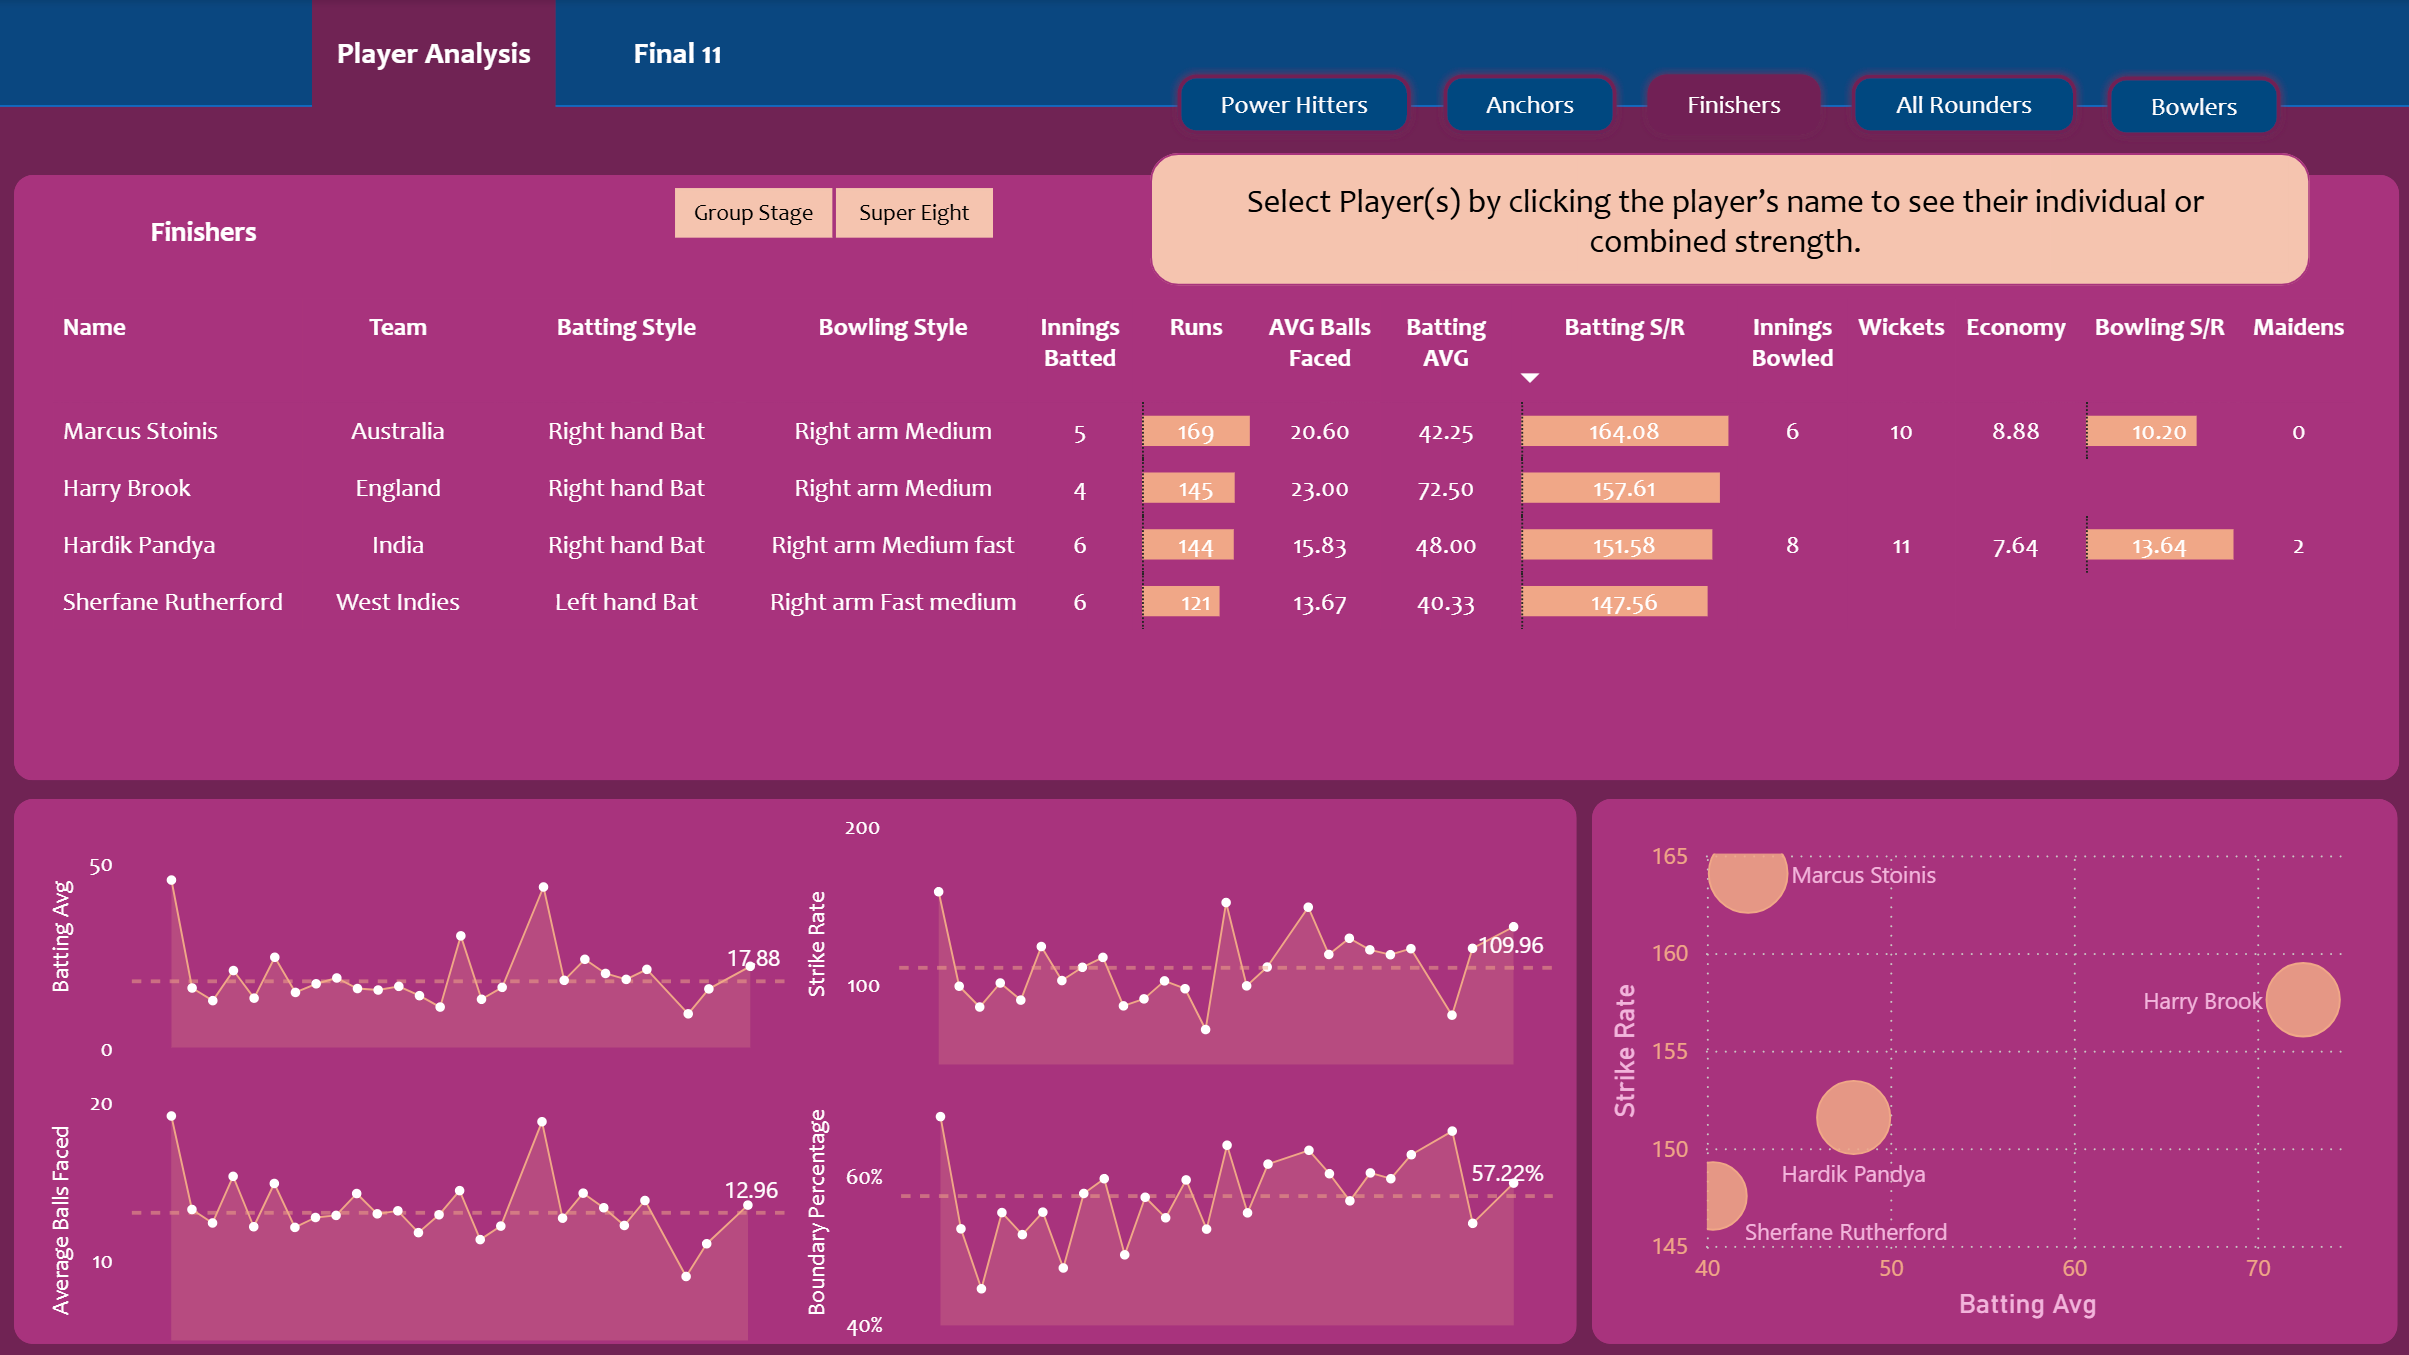 Player Analysis Final 11
Power Hitters Anchors Finishers All Rounders Bowlers
Finishers
Group Stage Super Eight
Select Player(s) by clicking the player's name to see their individual or
combined strength.
Name Team Batting Style Bowling Style Innings Batted Runs AVG Balls Faced Batting AVG Batting S/R Innings Bowled Wickets Economy Bowling S/R Maidens
Marcus Stoinis Australia Right hand Bat Right arm Medium 5 169 20.60 42.25 164.08 6 10 8.88 10.20 0
Harry Brook England Right hand Bat Right arm Medium 4 145 23.00 72.50 157.61
Hardik Pandya India Right hand Bat Right arm Medium fast 6 144 15.83 48.00 151.58 8 11 7.64 13.64 2
Sherfane Rutherford West Indies Left hand Bat Right arm Fast medium 6 121 13.67 40.33 147.56
Batting Avg
50
0
17.88
Strike Rate
200
100
109.96
Average Balls Faced
20
10
12.96
Boundary Percentage
60%
40%
57.22%
Strike Rate
165
160
155
150
145
Marcus Stoinis
Harry Brook
Hardik Pandya
Sherfane Rutherford
40 50 60 70
Batting Avg